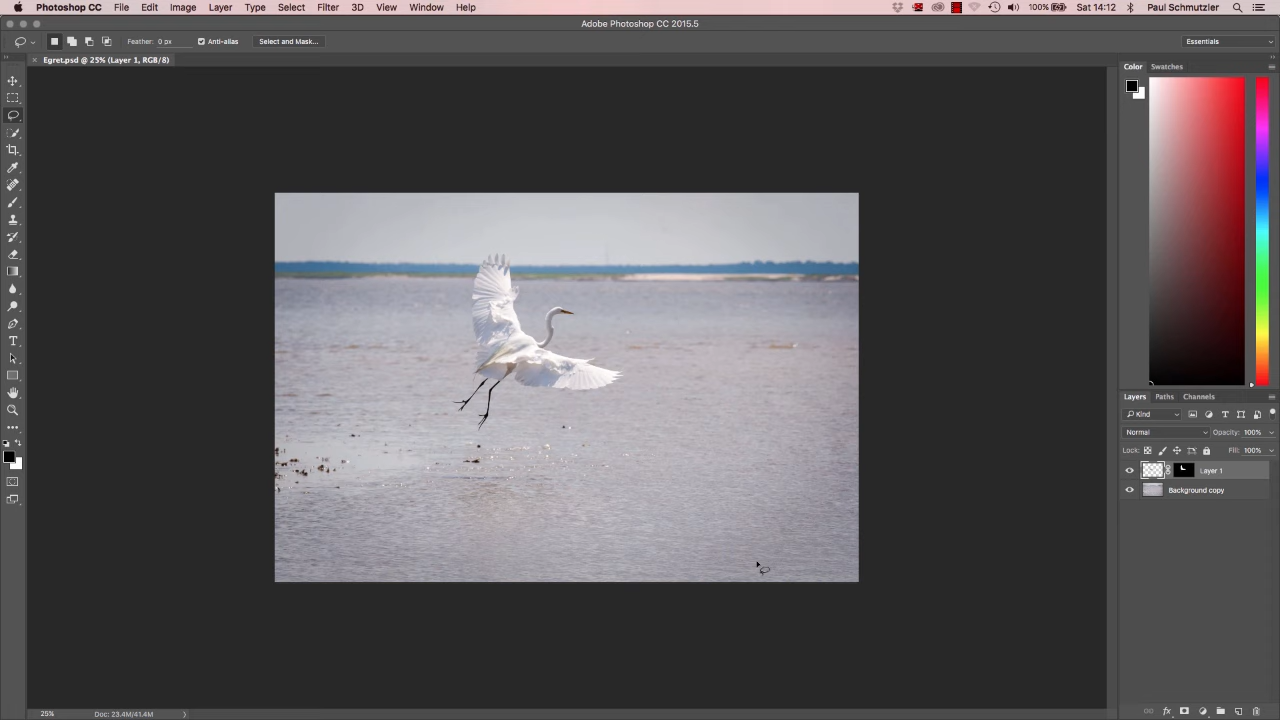 Photoshop CC File Edit Image Layer Type Select Filter 3D View Window Help 100% Sat 14:12 Paul Schmutzler
Adobe Photoshop CC 2015.5
Feather: 0 px Anti-alias Select and Mask... Essentials
× Egret.psd @ 25% (Layer 1, RGB/8)
Color Swatches
Layers Paths Channels
Kind
Normal Opacity: 100%
Lock: Fill: 100%
Layer 1
Background copy
25% Doc: 23.4M/41.4M
fx